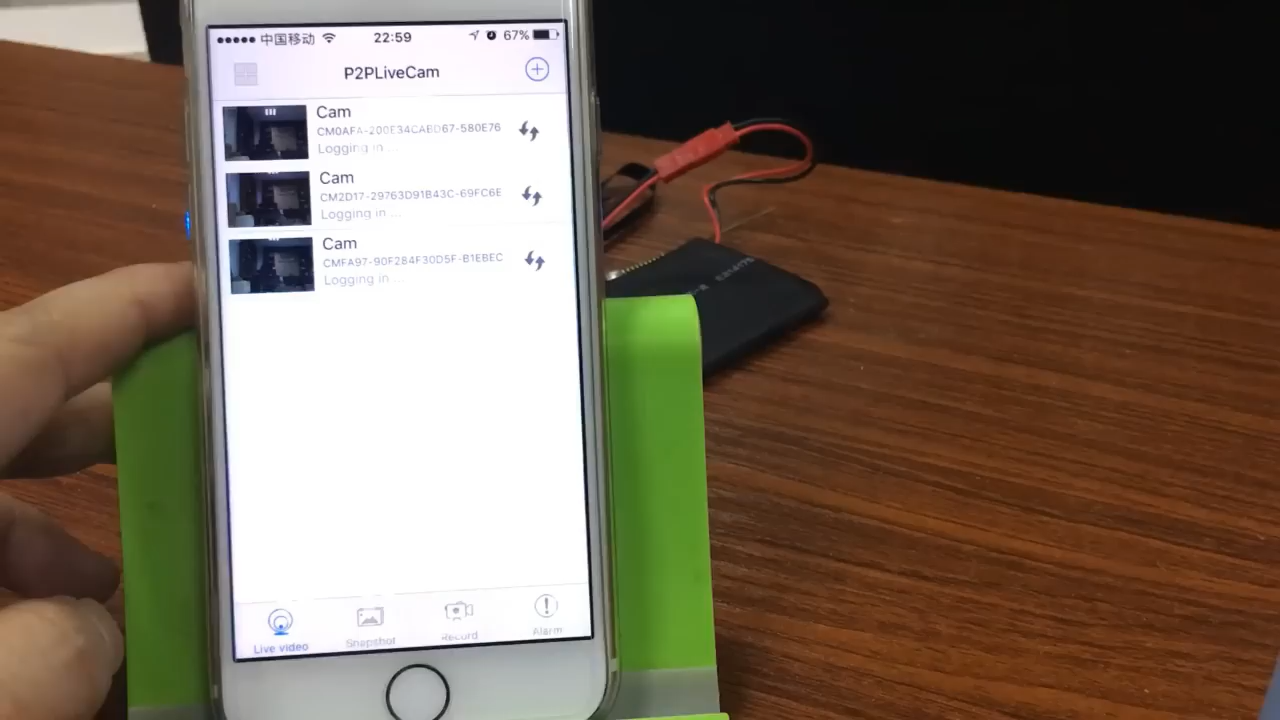 中国移动 22:59 67%
P2PLiveCam
Cam
CM0AFA-200E34CABD67-580E76
Logging in ...
Cam
CM2D17-29763D91B43C-69FC6E
Logging in ...
Cam
CMFA97-90F284F30D5F-B1EBEC
Logging in ...
Live video Snapshot Record Alarm